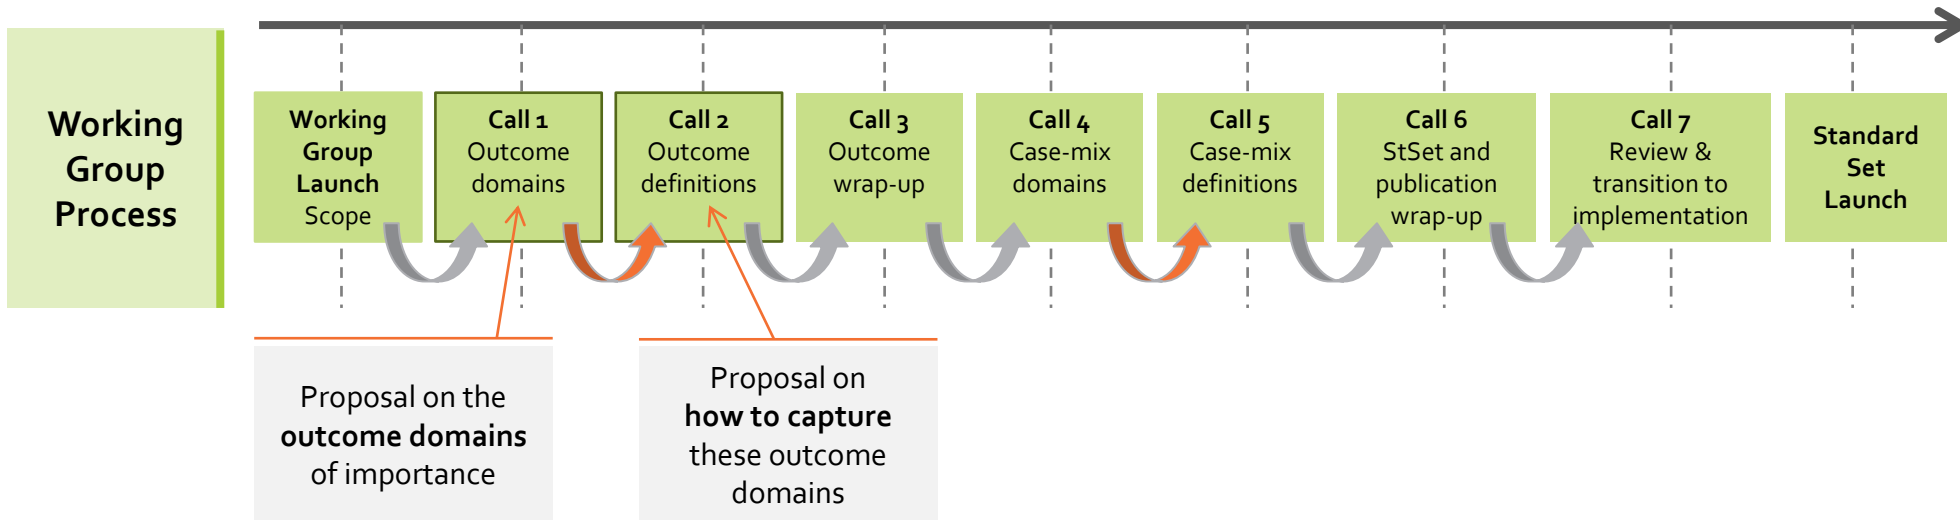 Working
Group
Process
Working
Group
Launch
Scope
Call 1
Outcome
domains
Call 2
Outcome
definitions
Call 3
Outcome
wrap-up
Call 4
Case-mix
domains
Call 5
Case-mix
definitions
Call 6
StSet and
publication
wrap-up
Call 7
Review &
transition to
implementation
Standard
Set
Launch
Proposal on the
outcome domains
of importance
Proposal on
how to capture
these outcome
domains